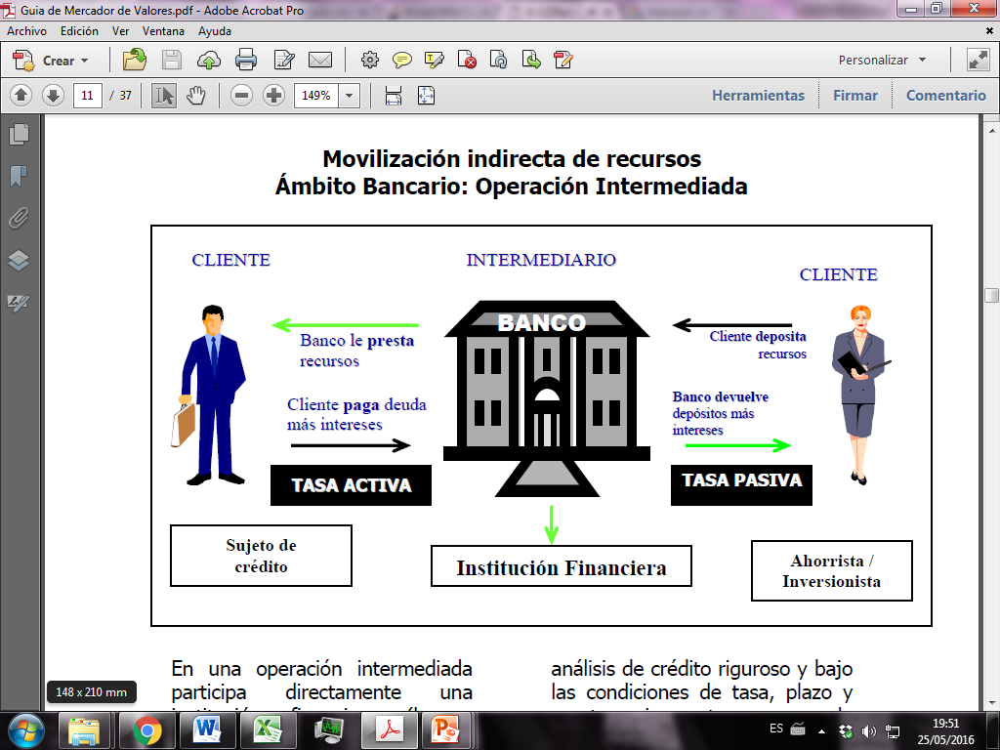 Guia de Mercador de Valores.pdf - Adobe Acrobat Pro
Archivo Edición Ver Ventana Ayuda
Crear
Personalizar
11 / 37
149%
Herramientas Firmar Comentario
Movilización indirecta de recursos
Ámbito Bancario: Operación Intermediada
CLIENTE
INTERMEDIARIO
CLIENTE
BANCO
Banco le presta
recursos
Cliente deposita
recursos
Cliente paga deuda
más intereses
Banco devuelve
depósitos más
intereses
TASA ACTIVA
TASA PASIVA
Sujeto de
crédito
Institución Financiera
Ahorrista /
Inversionista
En una operación intermediada
participa directamente una
análisis de crédito riguroso y bajo
las condiciones de tasa, plazo y
148 x 210 mm
ES
19:51
25/05/2016